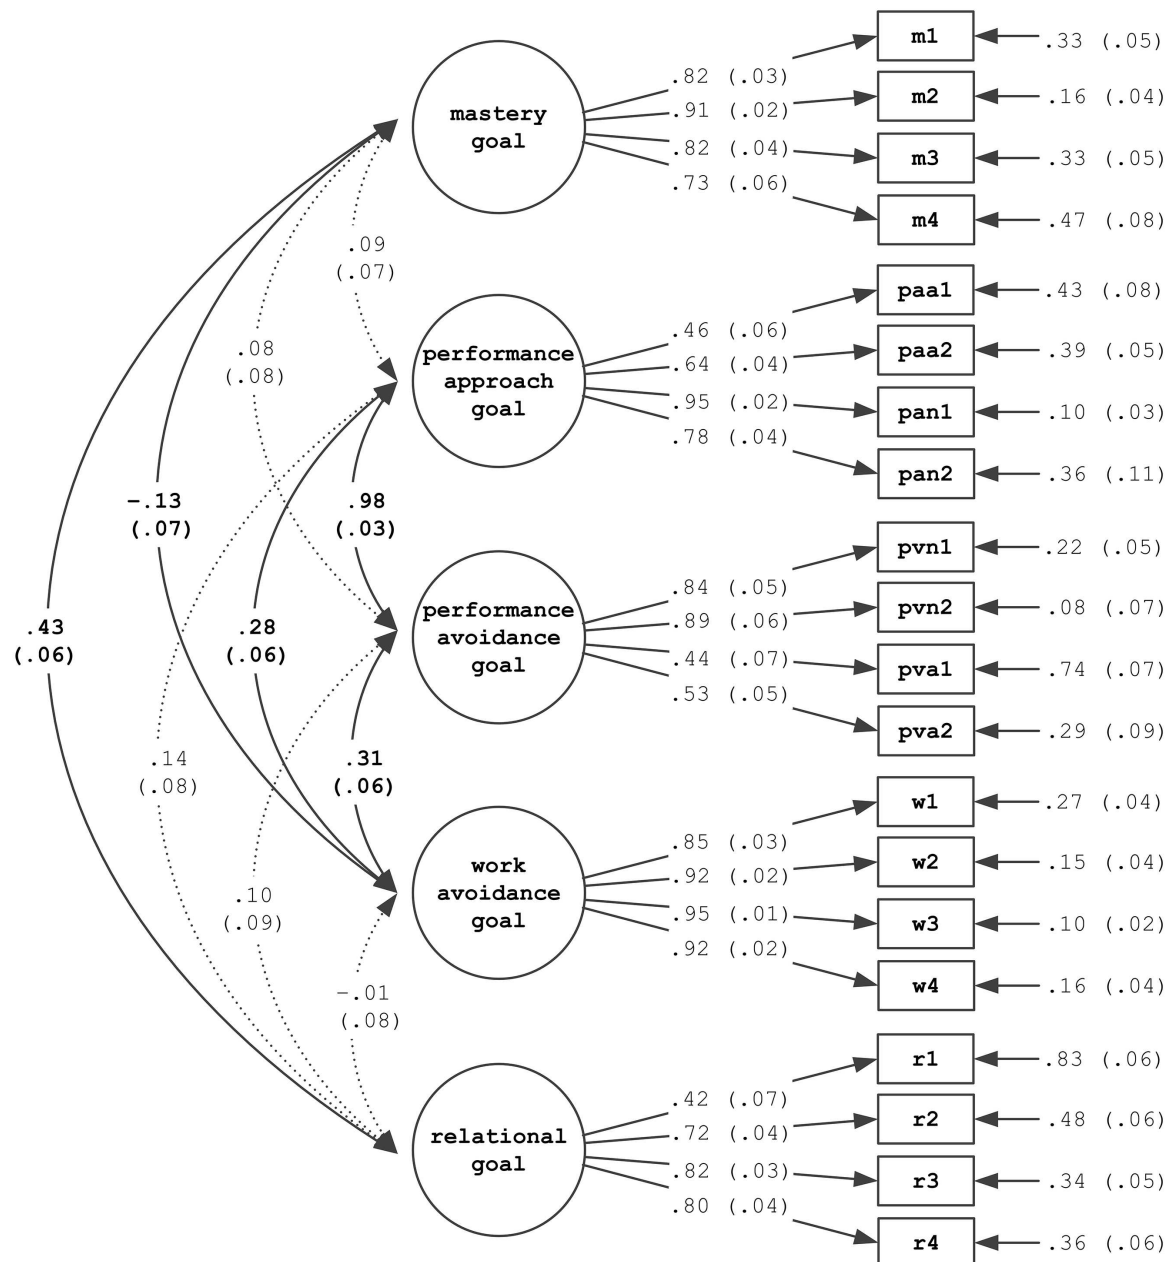 m1
.33 (.05)
.82 (.03)
mastery
goal
.91 (.02)
m2
.16 (.04)
.82 (.04)
m3
.33 (.05)
.73 (.06)
m4
.47 (.08)
.09
(.07)
paa1
.43 (.08)
.46 (.06)
performance
approach
goal
.08
(.08)
.64 (.04)
paa2
.39 (.05)
.95 (.02)
pan1
.10 (.03)
.78 (.04)
pan2
.36 (.11)
−.13
(.07)
.98
(.03)
pvn1
.22 (.05)
.84 (.05)
performance
avoidance
goal
.89 (.06)
pvn2
.08 (.07)
.43
(.06)
.28
(.06)
.44 (.07)
pva1
.74 (.07)
.53 (.05)
pva2
.29 (.09)
.14
(.08)
.31
(.06)
w1
.27 (.04)
.85 (.03)
work
avoidance
goal
.92 (.02)
w2
.15 (.04)
.10
(.09)
.95 (.01)
w3
.10 (.02)
.92 (.02)
w4
.16 (.04)
−.01
(.08)
r1
.83 (.06)
.42 (.07)
relational
goal
.72 (.04)
r2
.48 (.06)
.82 (.03)
r3
.34 (.05)
.80 (.04)
r4
.36 (.06)